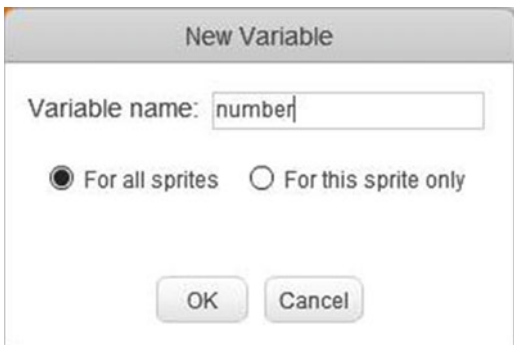 New Variable
Variable name: number
For all sprites For this sprite only
OK Cancel